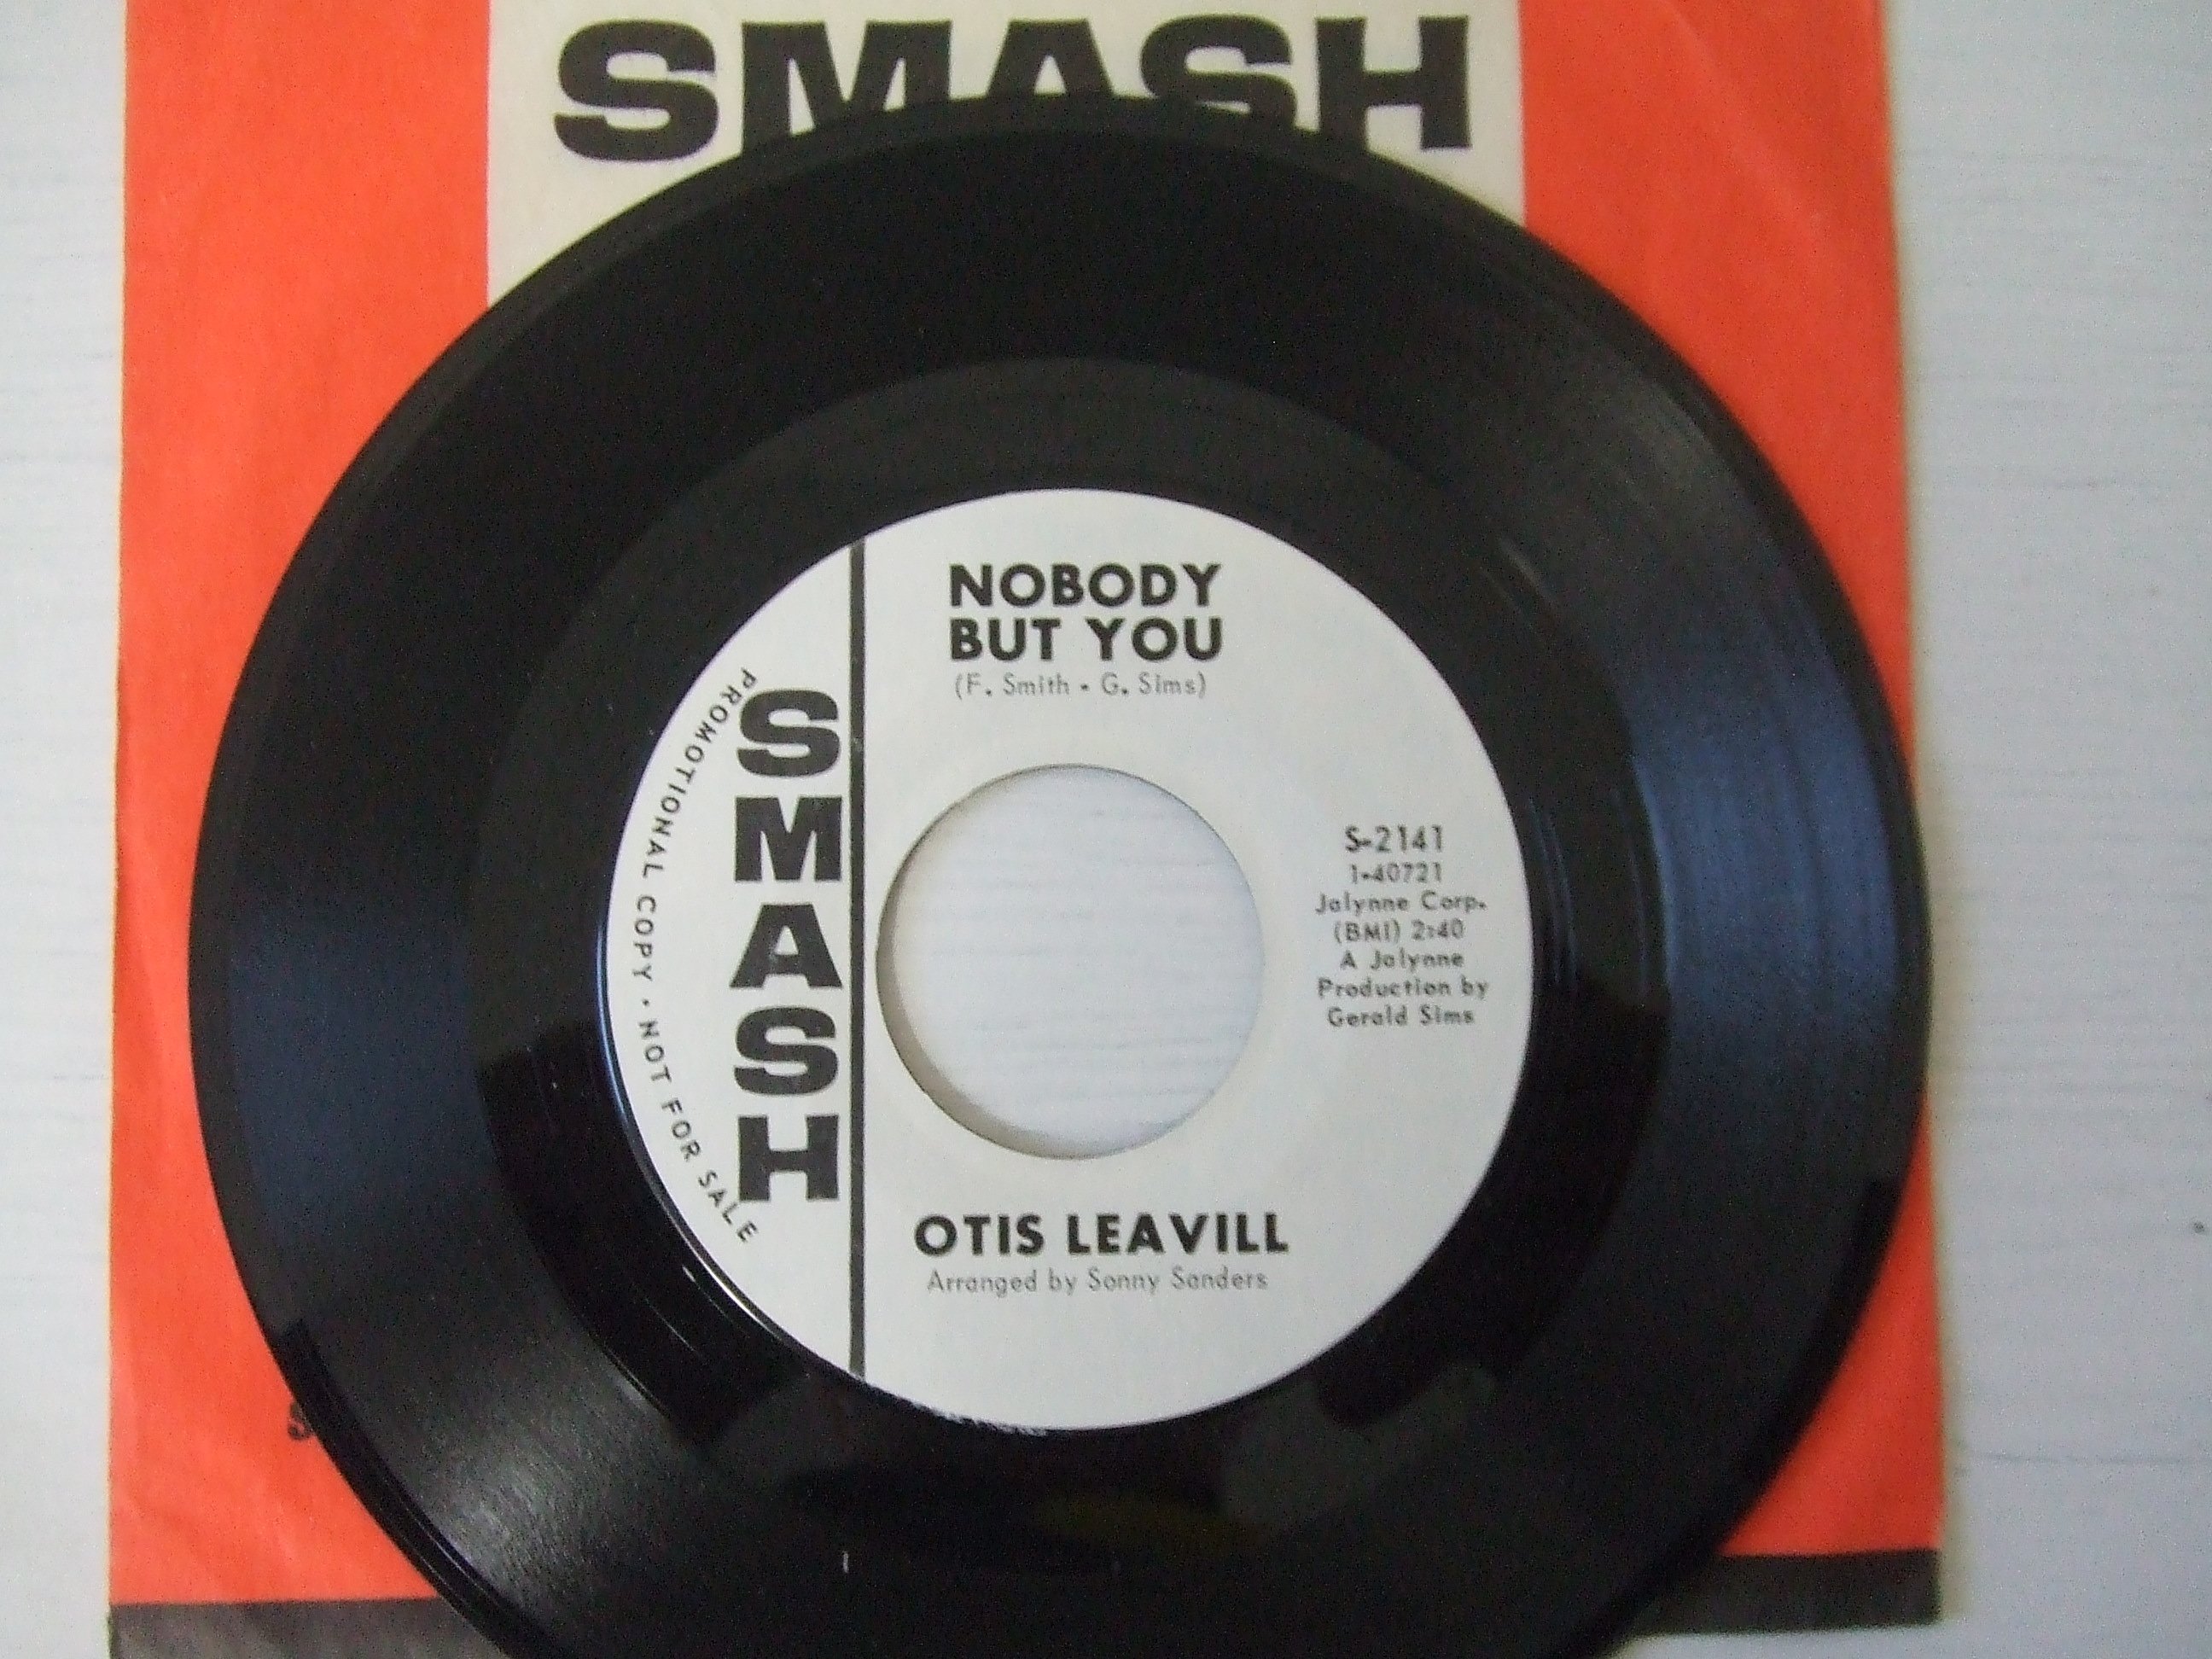 SMASH
NOBODY
BUT YOU
(F. Smith - G. Sims)
SMASH
PROMOTIONAL COPY · NOT FOR SALE
S-2141
1-40721
Jalynne Corp.
(BMI) 2:40
A Jalynne
Production by
Gerald Sims
OTIS LEAVILL
Arranged by Sonny Sanders